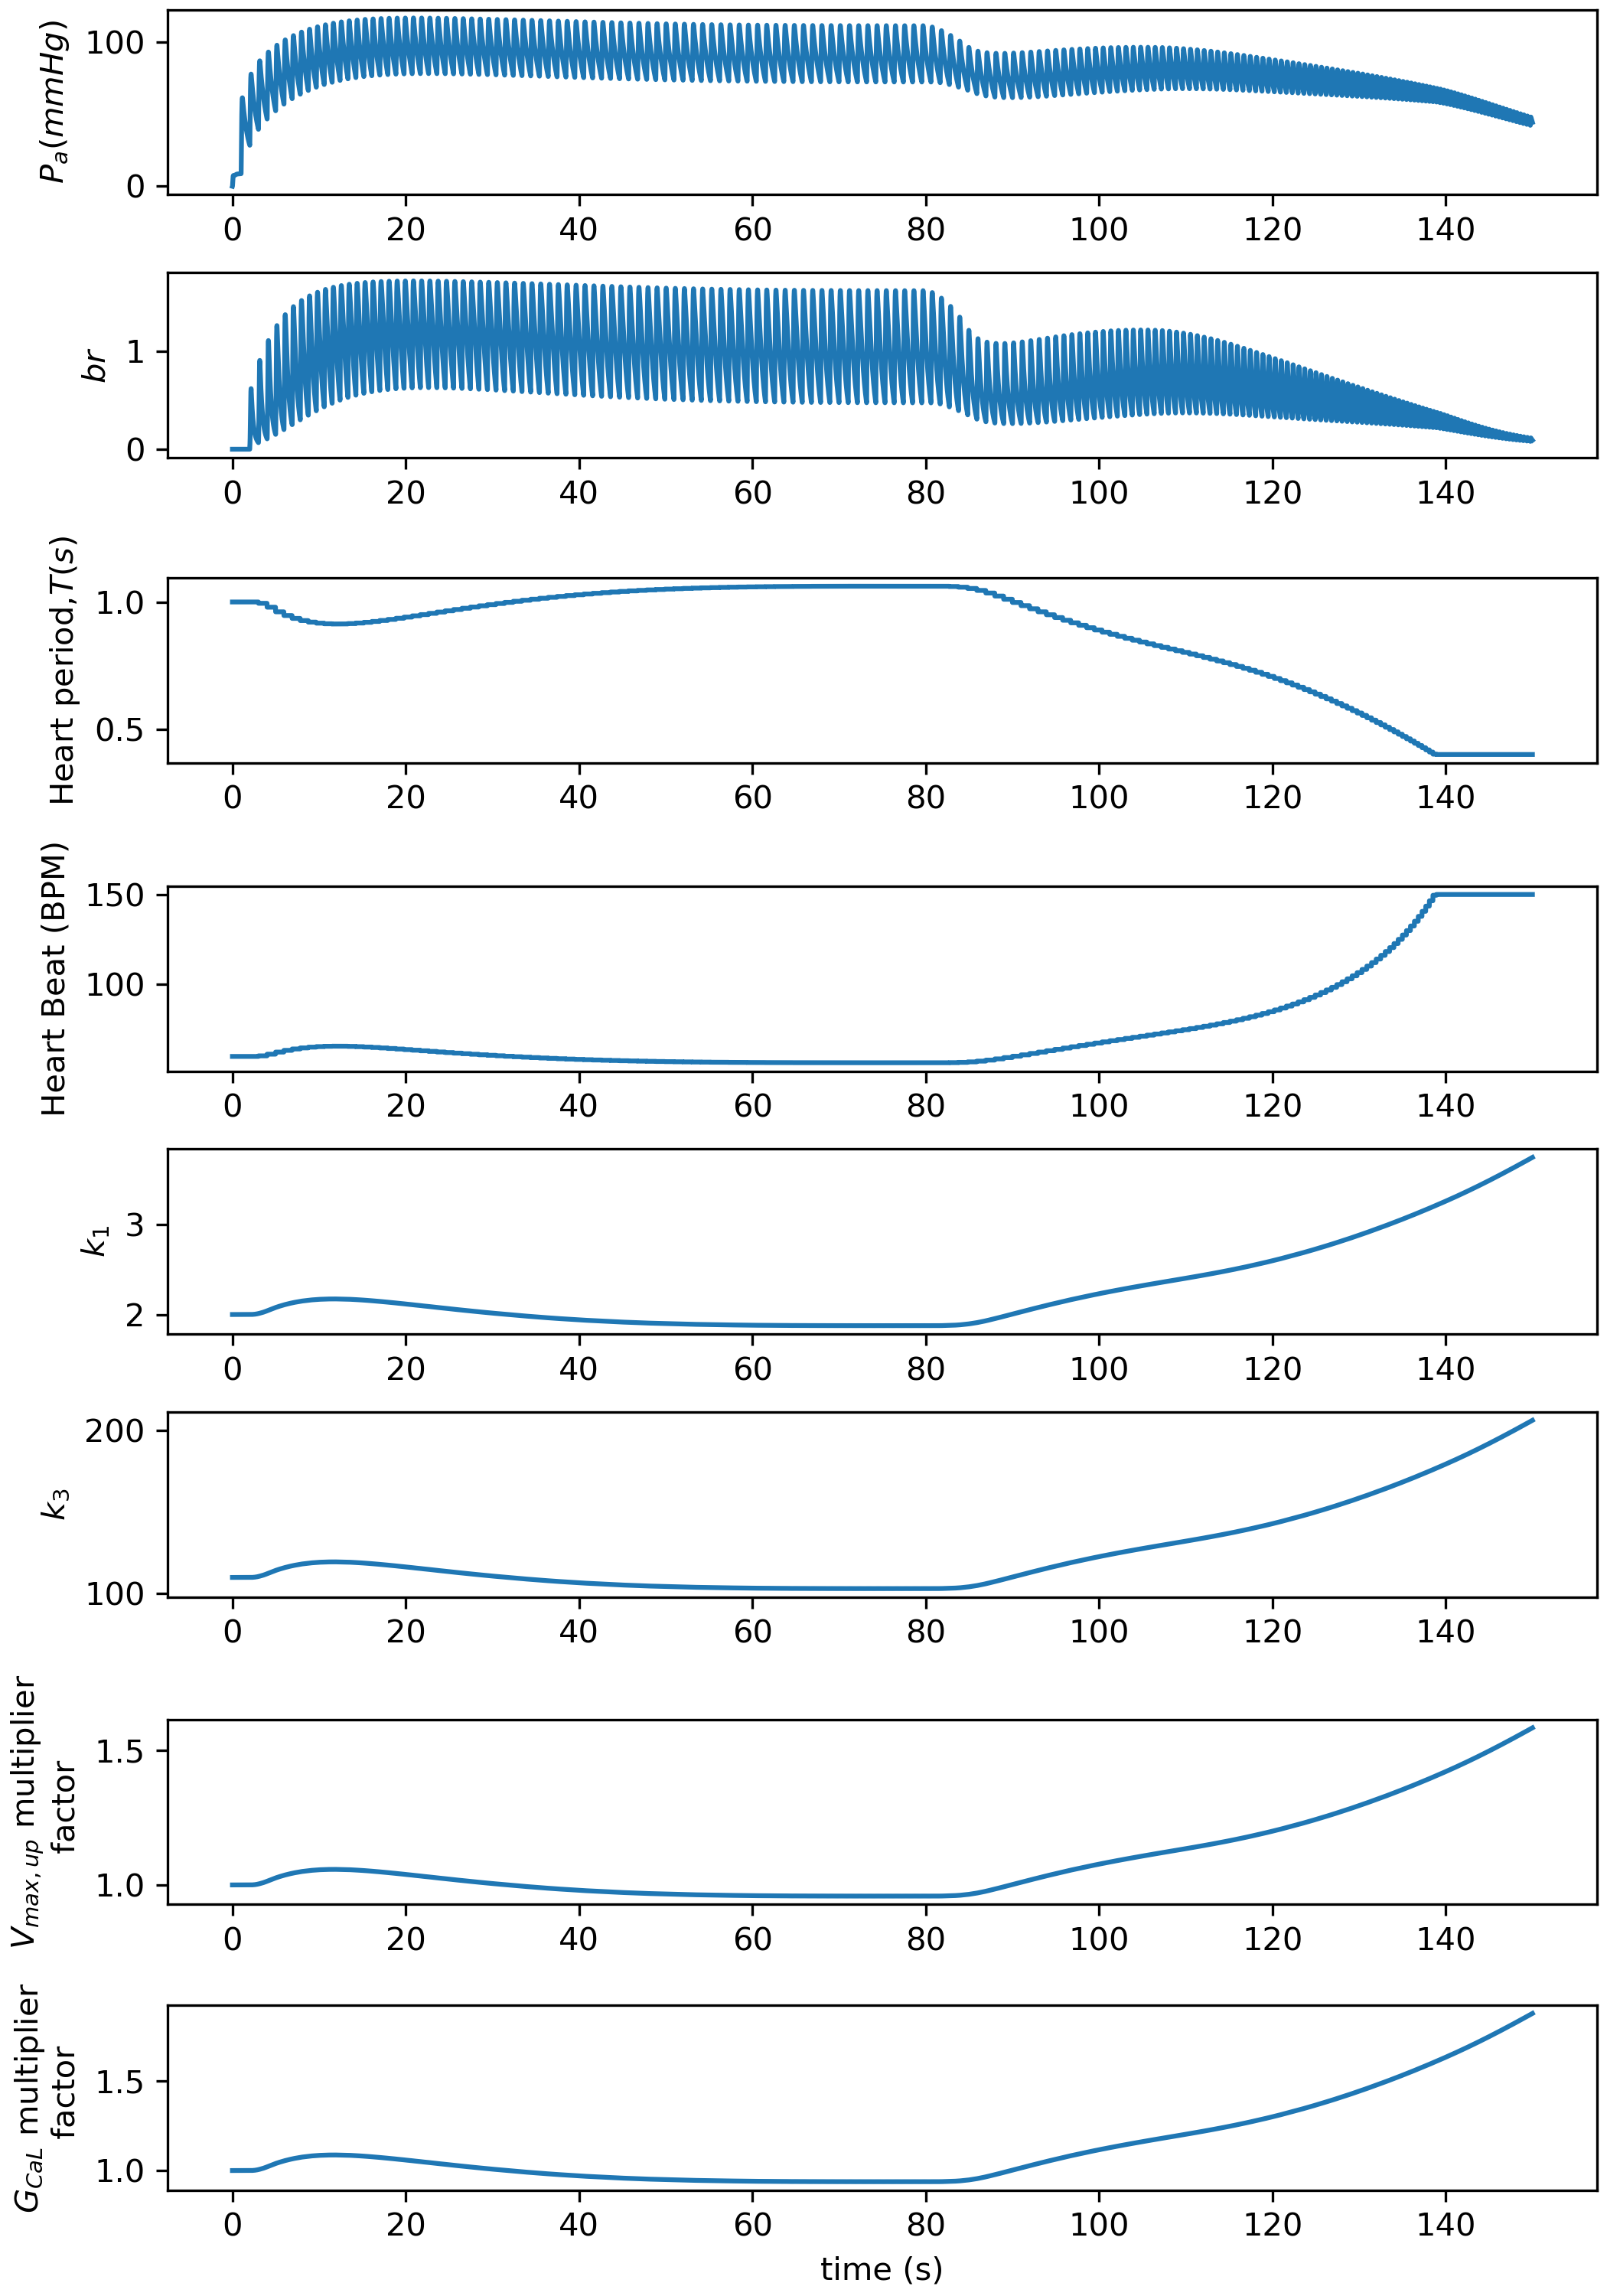 P_a(mmHg)
100
0
0 20 40 60 80 100 120 140
br
1
0
0 20 40 60 80 100 120 140
Heart period,T(s)
1.0
0.5
0 20 40 60 80 100 120 140
Heart Beat (BPM)
150
100
0 20 40 60 80 100 120 140
k_1
3
2
0 20 40 60 80 100 120 140
k_3
200
100
0 20 40 60 80 100 120 140
V_{max,up} multiplier
factor
1.5
1.0
0 20 40 60 80 100 120 140
G_{CaL} multiplier
factor
1.5
1.0
0 20 40 60 80 100 120 140
time (s)